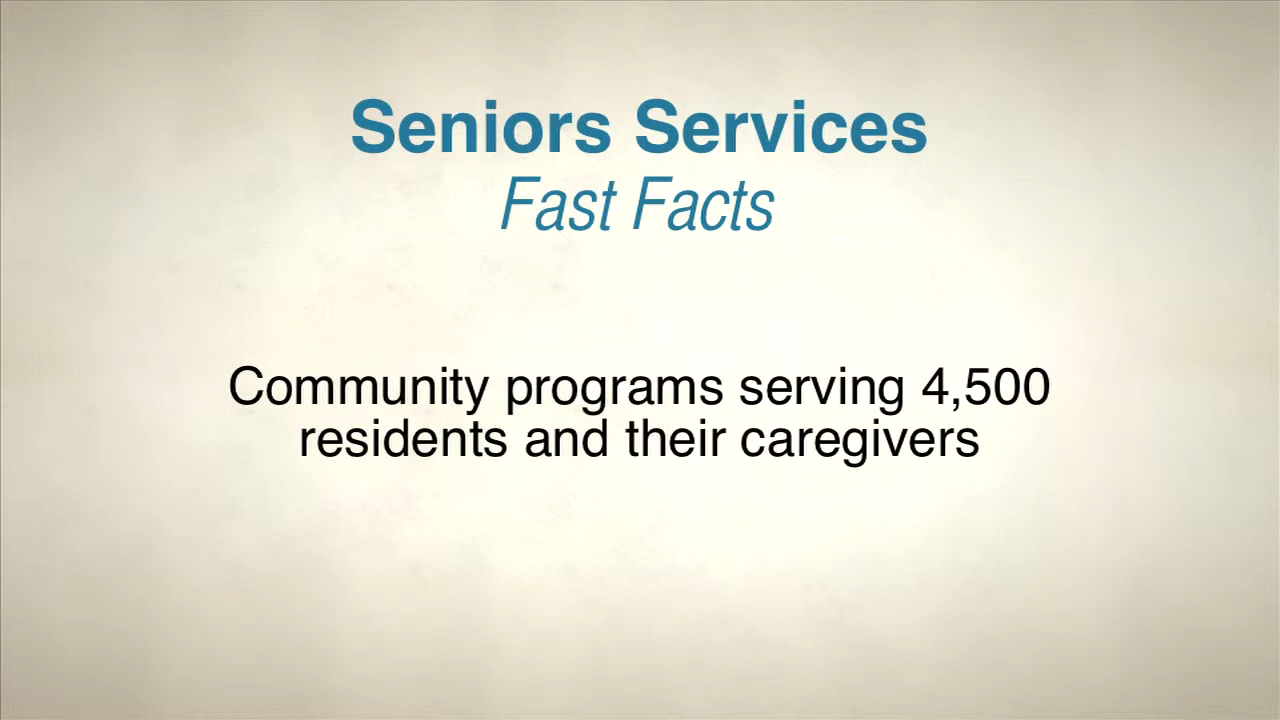 Seniors Services
Fast Facts
Community programs serving 4,500
residents and their caregivers